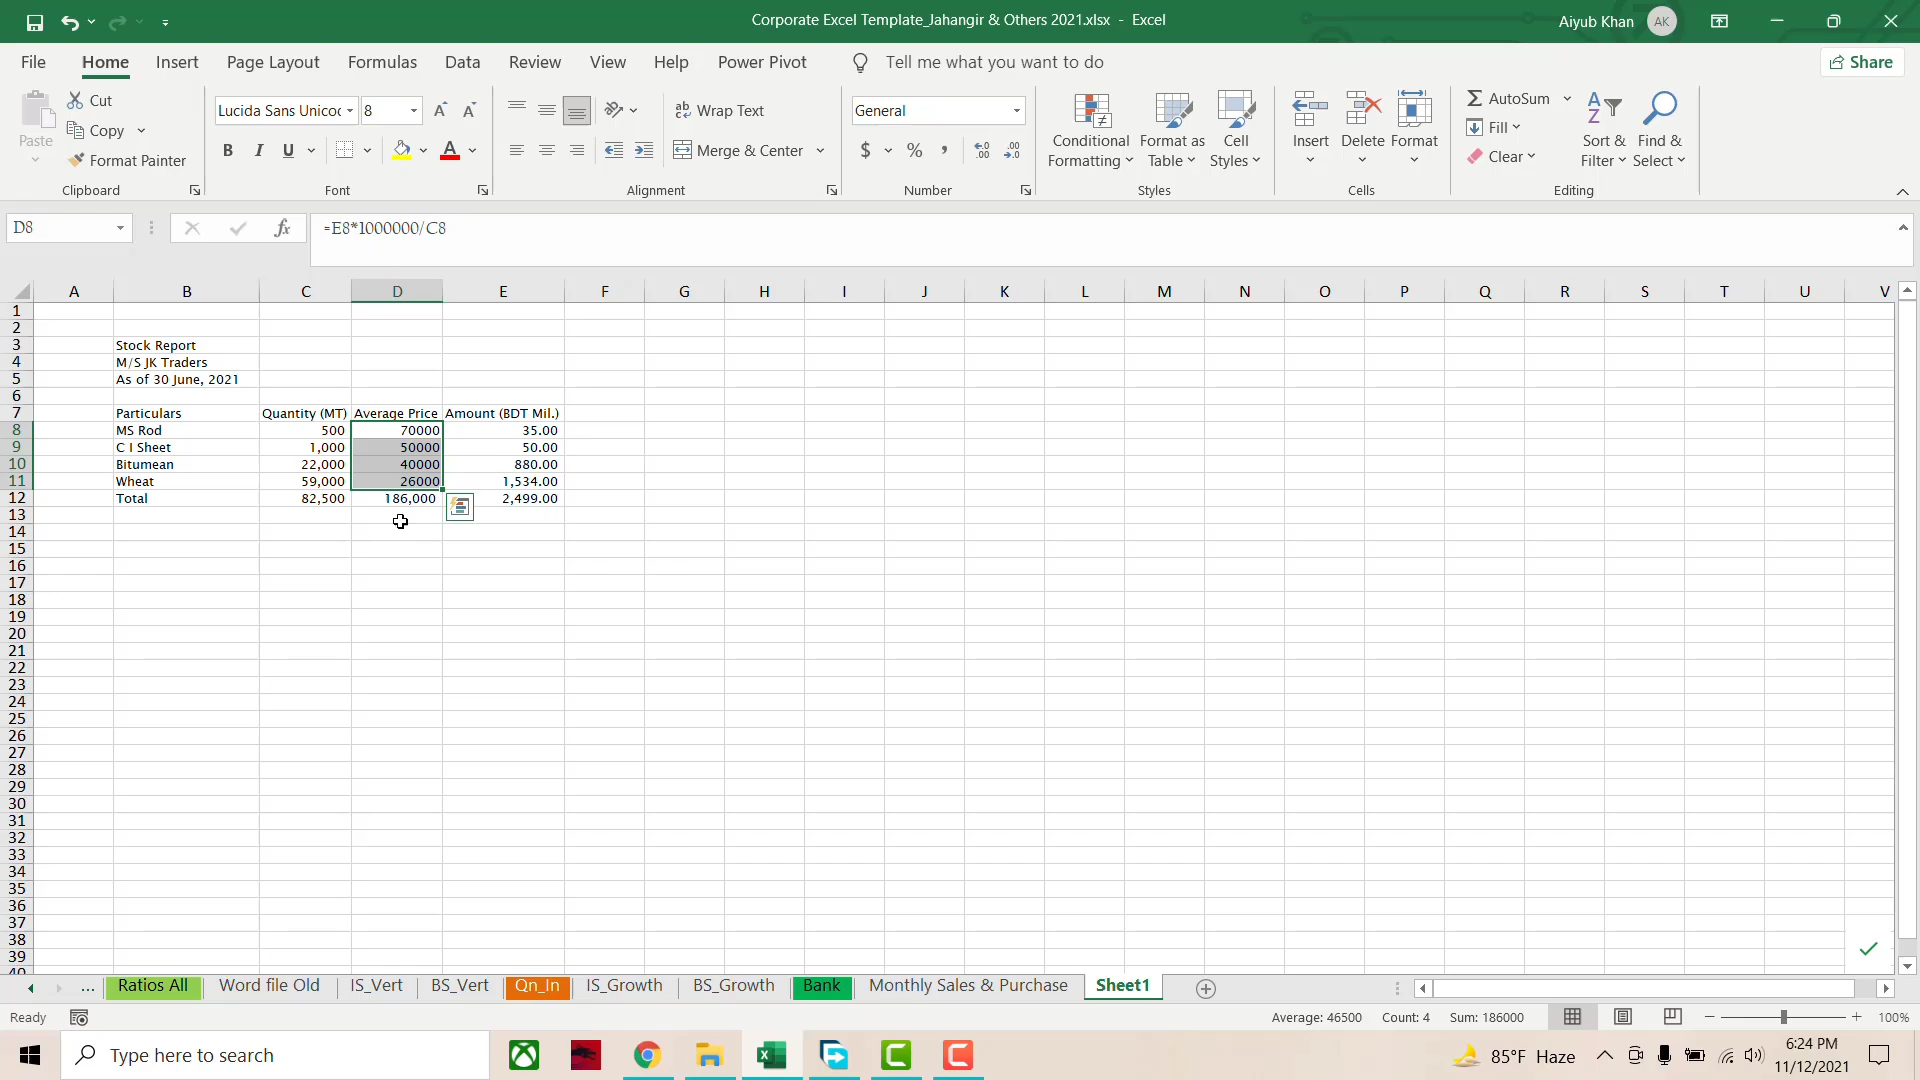 Corporate Excel Template_Jahangir & Others 2021.xlsx - Excel
Aiyub Khan AK
File Home Insert Page Layout Formulas Data Review View Help Power Pivot Tell me what you want to do Share
Paste
Cut
Copy
Format Painter
Clipboard
Lucida Sans Unicoc 8
B I U
Font
Wrap Text
Merge & Center
Alignment
General
$ % ,
Number
Conditional Formatting
Format as Table
Cell Styles
Styles
Insert Delete Format
Cells
AutoSum
Fill
Clear
Sort & Filter
Find & Select
Editing
D8 fx =E8*1000000/C8
A B C D E F G H I J K L M N O P Q R S T U V
1
2
3 Stock Report
4 M/S JK Traders
5 As of 30 June, 2021
6
7 Particulars Quantity (MT) Average Price Amount (BDT Mil.)
8 MS Rod 500 70000 35.00
9 C I Sheet 1,000 50000 50.00
10 Bitumean 22,000 40000 880.00
11 Wheat 59,000 26000 1,534.00
12 Total 82,500 186,000 2,499.00
13
14
15
16
17
18
19
20
21
22
23
24
25
26
27
28
29
30
31
32
33
34
35
36
37
38
39
40
... Ratios All Word file Old IS_Vert BS_Vert Qn_In IS_Growth BS_Growth Bank Monthly Sales & Purchase Sheet1
Ready Average: 46500 Count: 4 Sum: 186000 100%
Type here to search 85°F Haze 6:24 PM
11/12/2021